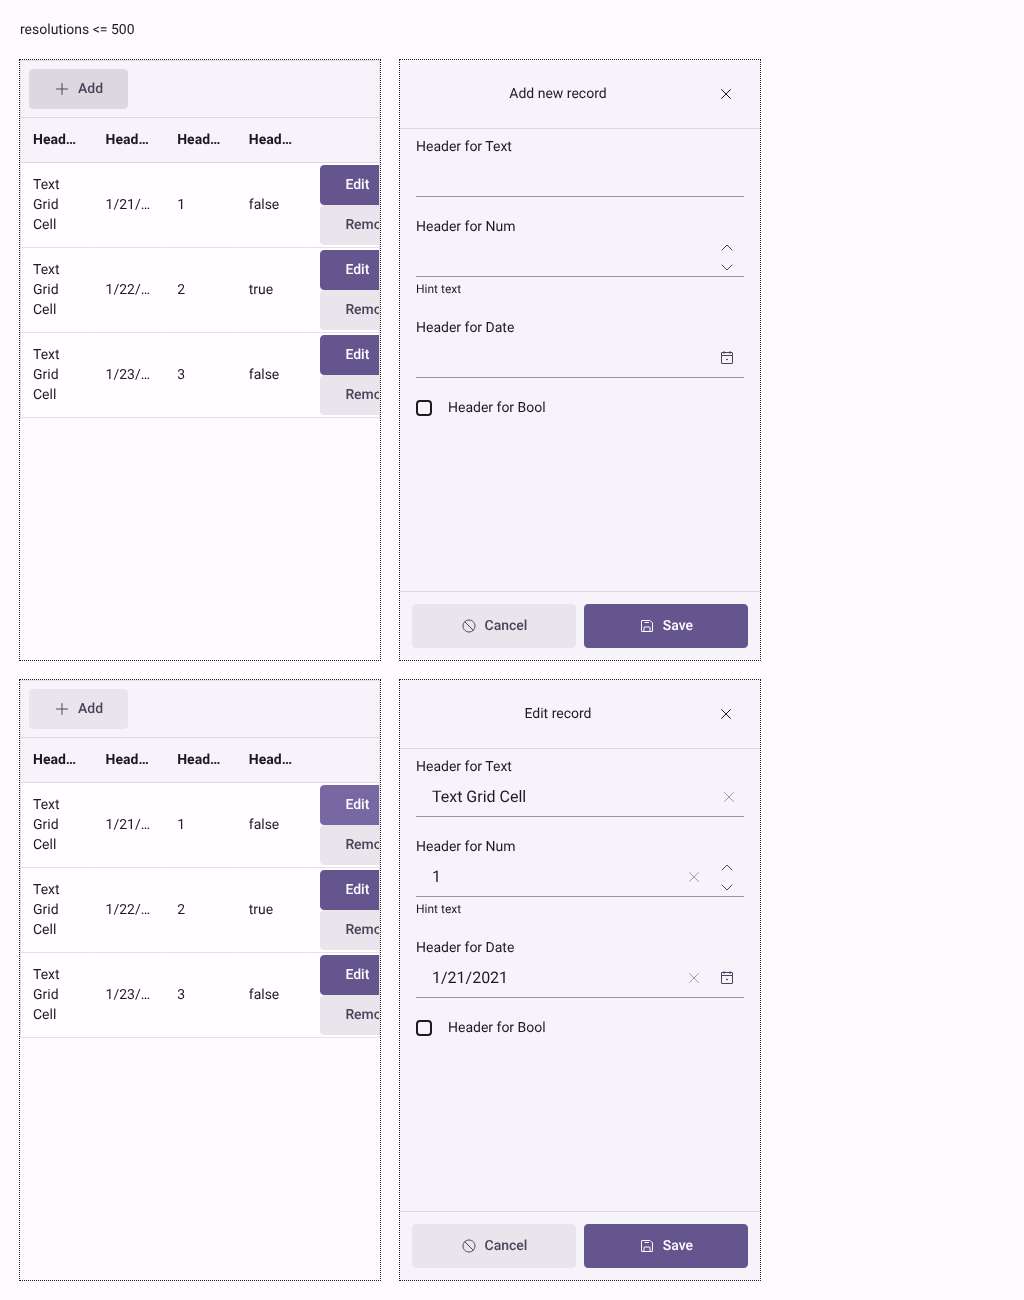 resolutions <= 500
Add
Head... Head... Head... Head...
Text
Grid
Cell
1/21/...
1
false
Edit
Remo
Text
Grid
Cell
1/22/...
2
true
Edit
Remo
Text
Grid
Cell
1/23/...
3
false
Edit
Remo
Add new record
Header for Text
Header for Num
Hint text
Header for Date
Header for Bool
Cancel
Save
Add
Head... Head... Head... Head...
Text
Grid
Cell
1/21/...
1
false
Edit
Remo
Text
Grid
Cell
1/22/...
2
true
Edit
Remo
Text
Grid
Cell
1/23/...
3
false
Edit
Remo
Edit record
Header for Text
Text Grid Cell
Header for Num
1
Hint text
Header for Date
1/21/2021
Header for Bool
Cancel
Save